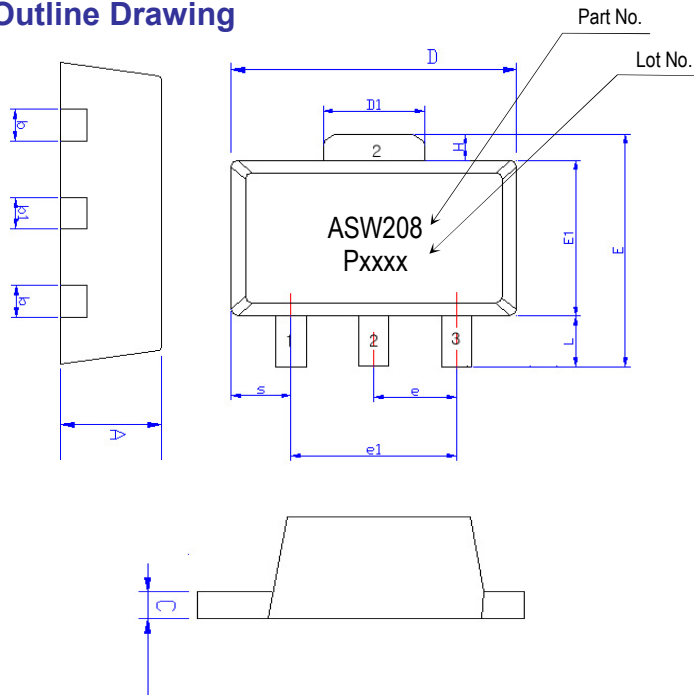 Outline Drawing
Part No.
Lot No.
D
D1
2
H
b
b1
b
ASW208
Pxxxx
E1
E
1
2
3
L
s
e
e1
A
C